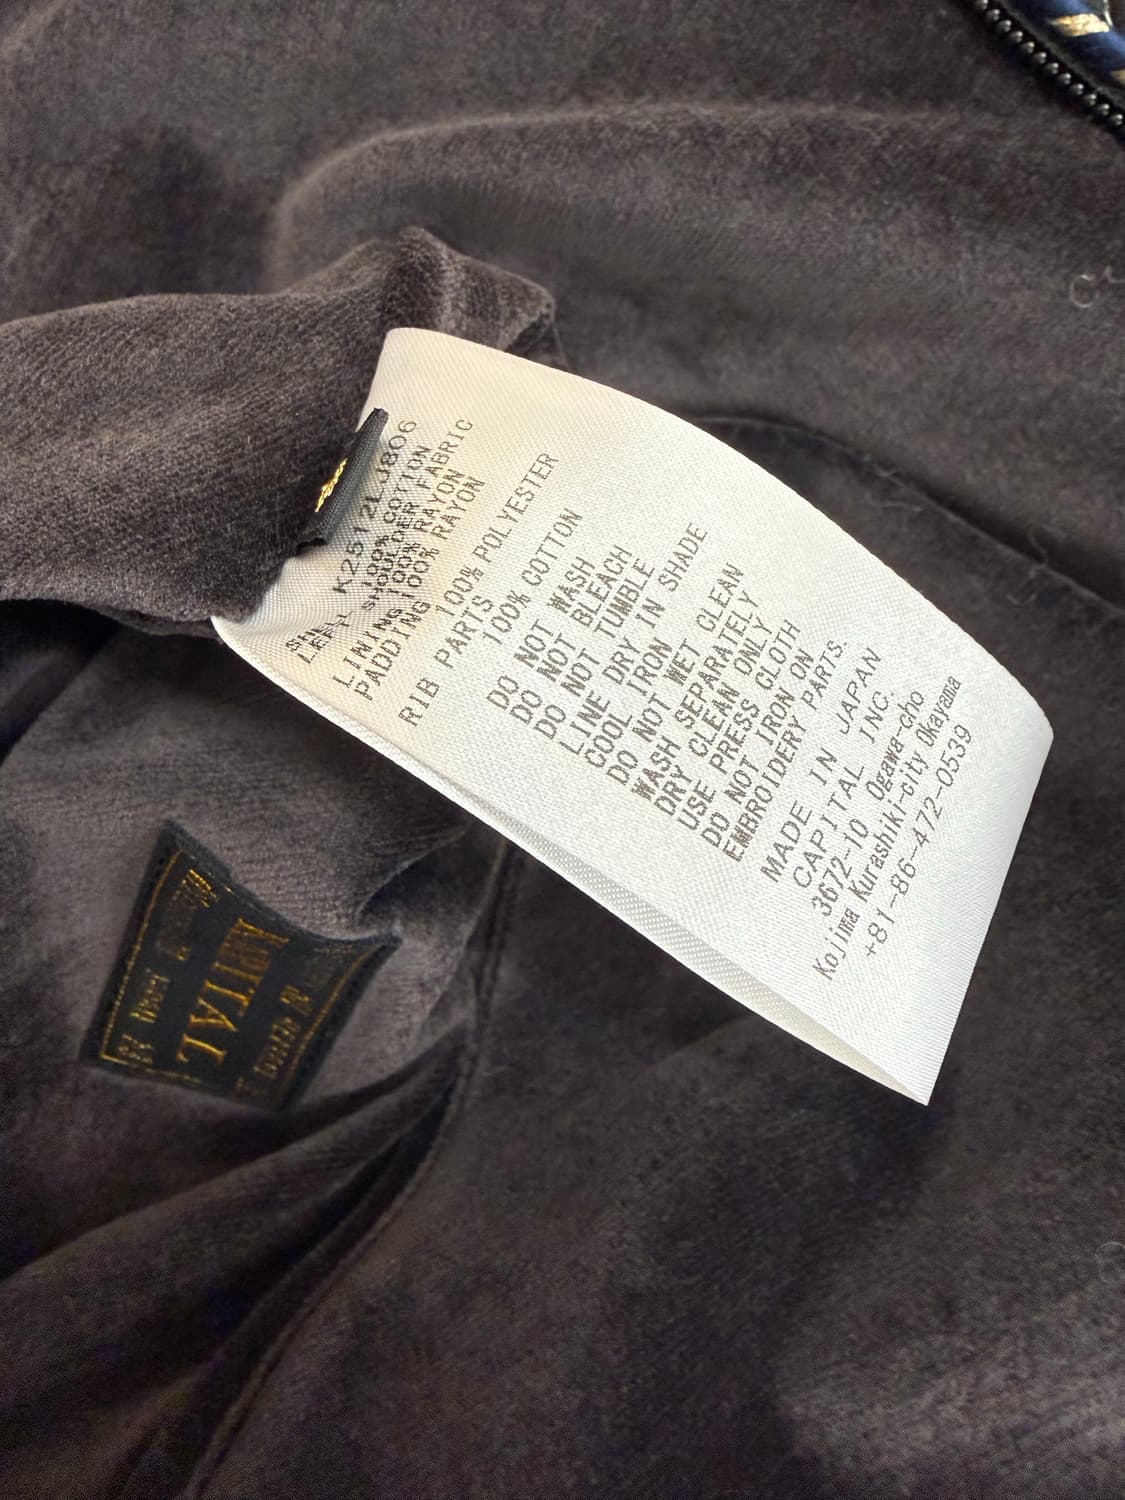 K2512LJ806
SHELL 100% COTTON
LEFT SHOULDER FABRIC
100% RAYON
LINING 100% RAYON
PADDING
100% POLYESTER
RIB PARTS
100% COTTON
DO NOT WASH
DO NOT BLEACH
DO NOT TUMBLE
LINE DRY IN SHADE
COOL IRON
DO NOT WET CLEAN
WASH SEPARATELY
DRY CLEAN ONLY
USE PRESS CLOTH
DO NOT IRON ON
EMBROIDERY PARTS.
MADE IN JAPAN
CAPITAL INC.
3672-10 Ogawa-cho
Kojima Kurashiki-city Okayama
+81-86-472-0539
KAPITAL